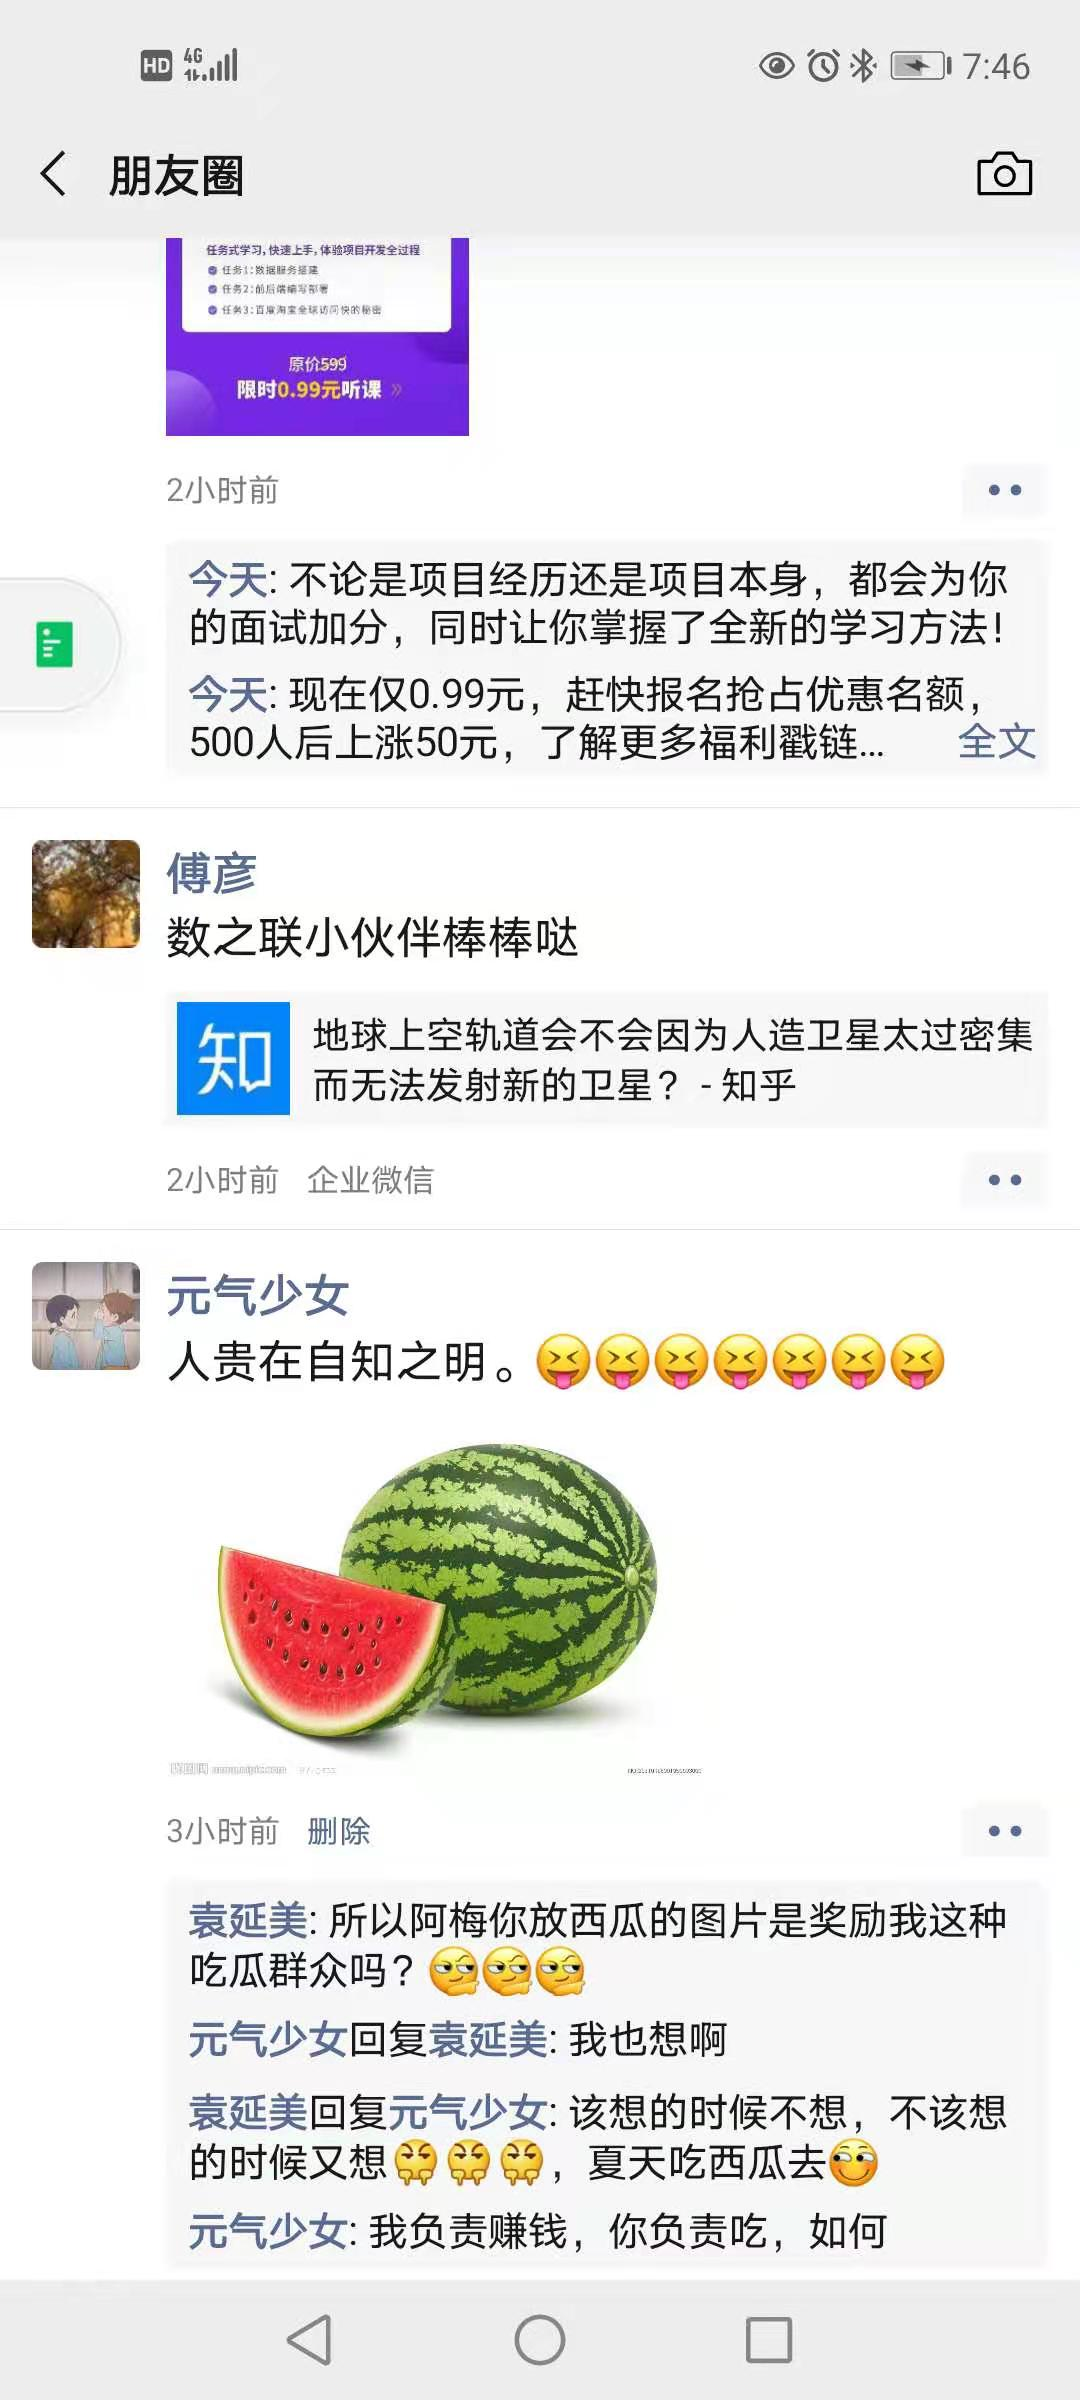 HD 4G 7:46
朋友圈
任务式学习,快速上手,体验项目开发全过程
任务1:数据服务搭建
任务2:前后端编写部署
任务3:百度淘宝全球访问快的秘密
原价599
限时0.99元听课 »
2小时前
今天: 不论是项目经历还是项目本身，都会为你
的面试加分，同时让你掌握了全新的学习方法！
今天: 现在仅0.99元，赶快报名抢占优惠名额，
500人后上涨50元，了解更多福利戳链... 全文
傅彦
数之联小伙伴棒棒哒
知 地球上空轨道会不会因为人造卫星太过密集
而无法发射新的卫星？ - 知乎
2小时前 企业微信
元气少女
人贵在自知之明。😝😝😝😝😝😝😝
3小时前 删除
袁延美: 所以阿梅你放西瓜的图片是奖励我这种
吃瓜群众吗？
元气少女回复袁延美: 我也想啊
袁延美回复元气少女: 该想的时候不想，不该想
的时候又想，夏天吃西瓜去
元气少女: 我负责赚钱，你负责吃，如何